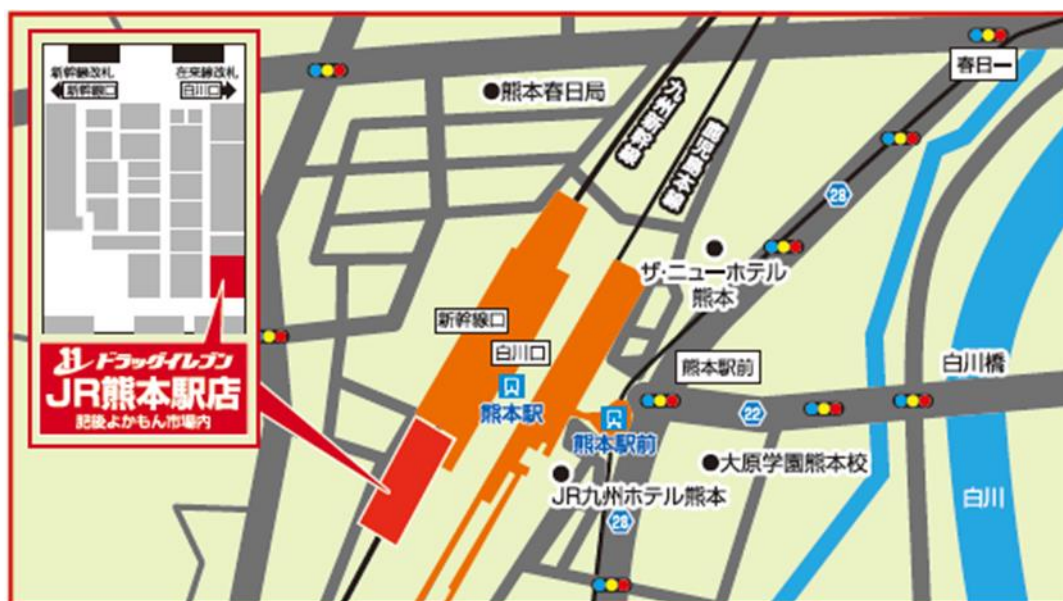 新幹線改札
新幹線口
在来線改札
白川口
ドラッグイレブン
JR熊本駅店
肥後よかもん市場内
熊本春日局
九州新幹線
鹿児島本線
春日一
28
ザ・ニューホテル
熊本
新幹線口
白川口
熊本駅
熊本駅前
熊本駅前
22
白川橋
大原学園熊本校
JR九州ホテル熊本
28
白川